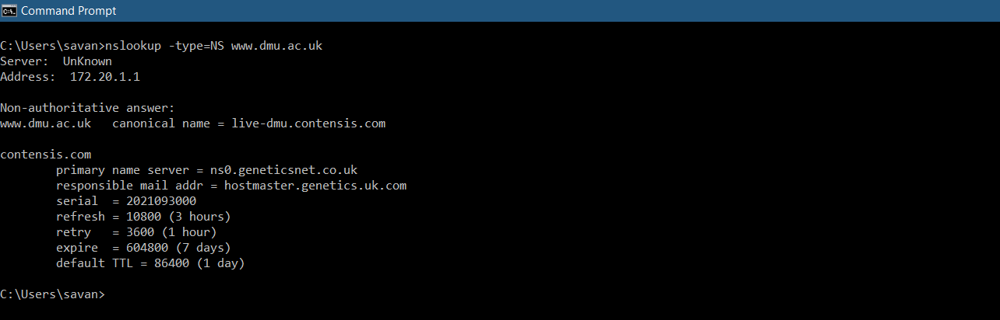 Command Prompt
C:\Users\savan>nslookup -type=NS www.dmu.ac.uk
Server:  UnKnown
Address:  172.20.1.1
Non-authoritative answer:
www.dmu.ac.uk   canonical name = live-dmu.contensis.com
contensis.com
        primary name server = ns0.geneticsnet.co.uk
        responsible mail addr = hostmaster.genetics.uk.com
        serial  = 2021093000
        refresh = 10800 (3 hours)
        retry   = 3600 (1 hour)
        expire  = 604800 (7 days)
        default TTL = 86400 (1 day)
C:\Users\savan>